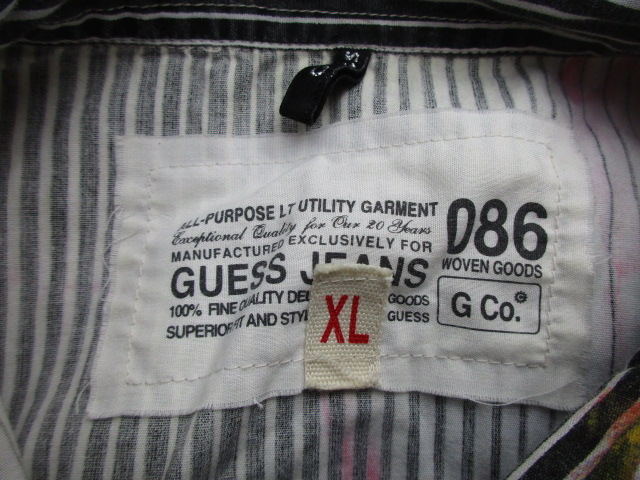 ALL-PURPOSE LT UTILITY GARMENT
Exceptional Quality for Our 20 Years
MANUFACTURED EXCLUSIVELY FOR
GUESS JEANS
100% FINE QUALITY GOODS
SUPERIOR FIT AND GUESS
086
WOVEN GOODS
G Co.
XL